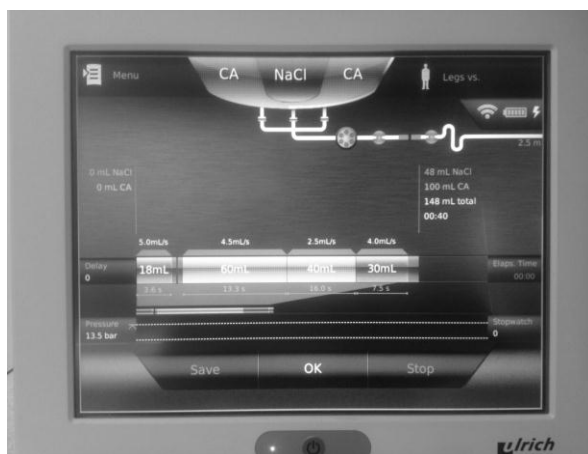 Menu
CA NaCl CA
Legs vs.
2.5 m
0 mL NaCl
0 mL CA
48 mL NaCl
100 mL CA
148 mL total
00:40
5.0mL/s 4.5mL/s 2.5mL/s 4.0mL/s
Delay
0
18mL 60mL 40mL 30mL
Elaps. Time
00:00
3.6 s 13.3 s 16.0 s 7.5 s
Pressure
13.5 bar
Stopwatch
0
Save OK Stop
ulrich